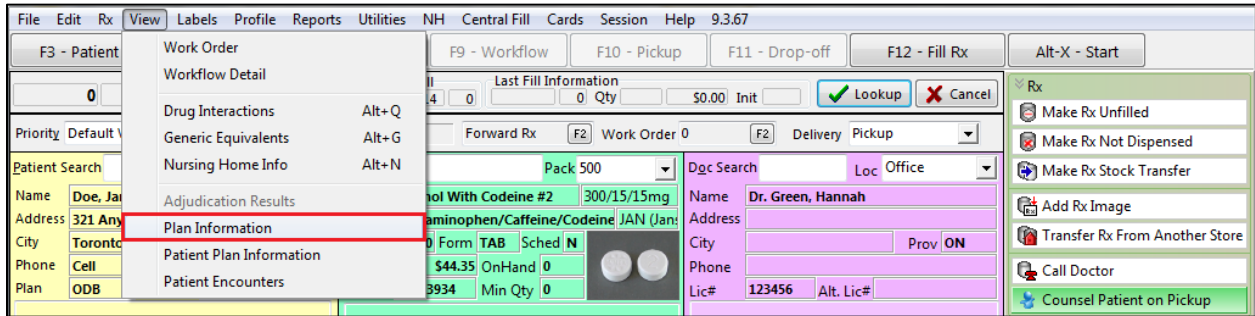 File Edit Rx View Labels Profile Reports Utilities NH Central Fill Cards Session Help 9.3.67
F3 - Patient F9 - Workflow F10 - Pickup F11 - Drop-off F12 - Fill Rx Alt-X - Start
Work Order
Workflow Detail
Drug Interactions Alt+Q
Generic Equivalents Alt+G
Nursing Home Info Alt+N
Adjudication Results
Plan Information
Patient Plan Information
Patient Encounters
Last Fill Information
0 0 0 Qty $0.00 Init Lookup Cancel
Priority Default Forward Rx F2 Work Order 0 F2 Delivery Pickup
Patient Search Pack 500 Doc Search Loc Office
Name Doe, 300/15/15mg Name Dr. Green, Hannah
With Codeine #2
Address 321 Caffeine/Codeine JAN Address
City Form TAB Sched N City Prov ON
Phone Cell $44.35 OnHand 0 Phone
Plan ODB 3934 Min Qty 0 Lic# 123456 Alt. Lic#
Rx
Make Rx Unfilled
Make Rx Not Dispensed
Make Rx Stock Transfer
Add Rx Image
Transfer Rx From Another Store
Call Doctor
Counsel Patient on Pickup